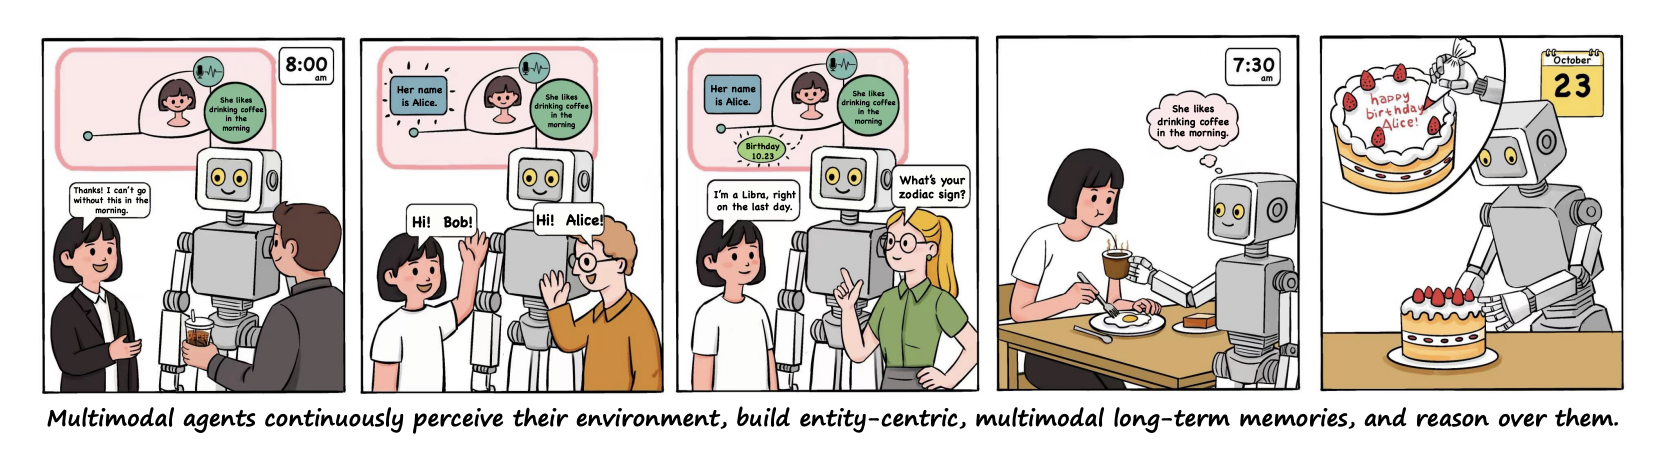 8:00
am
She likes
drinking coffee
in the
morning
Thanks! I can't go
without this in the
morning.
Her name
is Alice.
She likes
drinking coffee
in the
morning
Hi! Bob!
Hi! Alice!
Her name
is Alice.
She likes
drinking coffee
in the
morning
Birthday
10.23
I'm a Libra, right
on the last day.
What's your
zodiac sign?
7:30
am
She likes
drinking coffee
in the morning.
happy
birthday
Alice!
October
23
Multimodal agents continuously perceive their environment, build entity-centric, multimodal long-term memories, and reason over them.